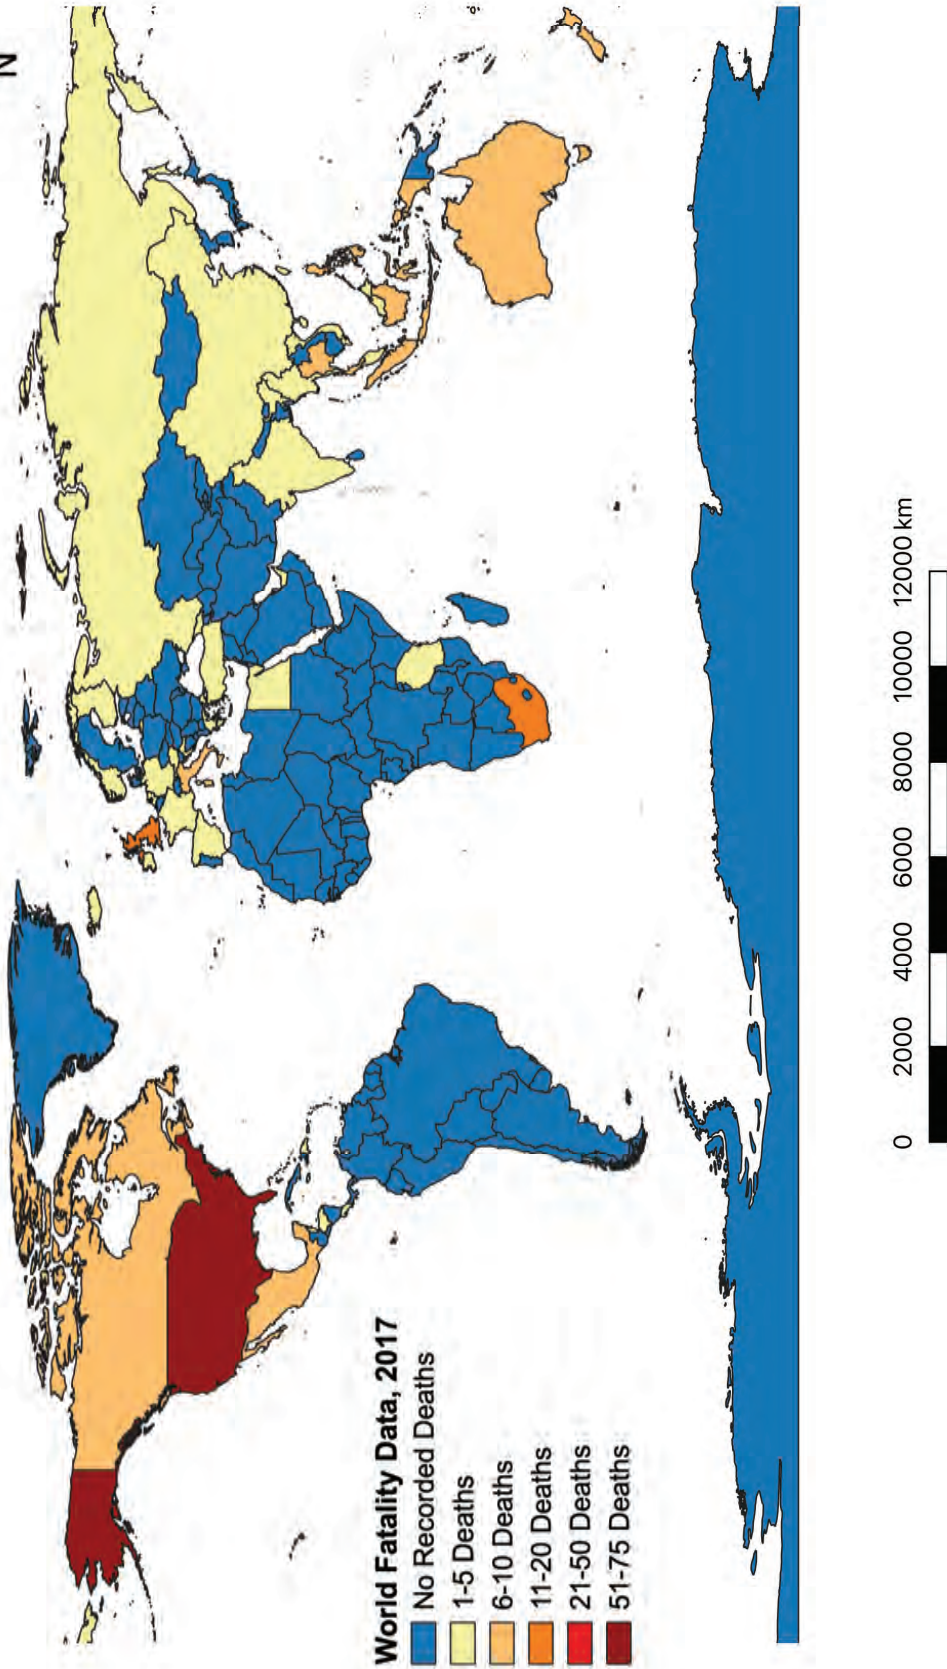 N
World Fatality Data, 2017
No Recorded Deaths
1-5 Deaths
6-10 Deaths
11-20 Deaths
21-50 Deaths
51-75 Deaths
0 2000 4000 6000 8000 10000 12000 km